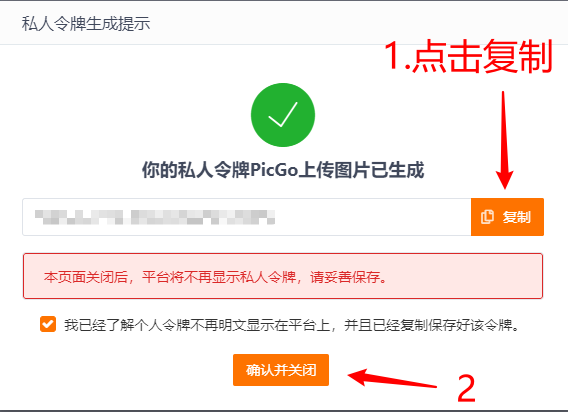 私人令牌生成提示
1.点击复制
你的私人令牌PicGo上传图片已生成
复制
本页面关闭后，平台将不再显示私人令牌，请妥善保存。
我已经了解个人令牌不再明文显示在平台上，并且已经复制保存好该令牌。
确认并关闭
2